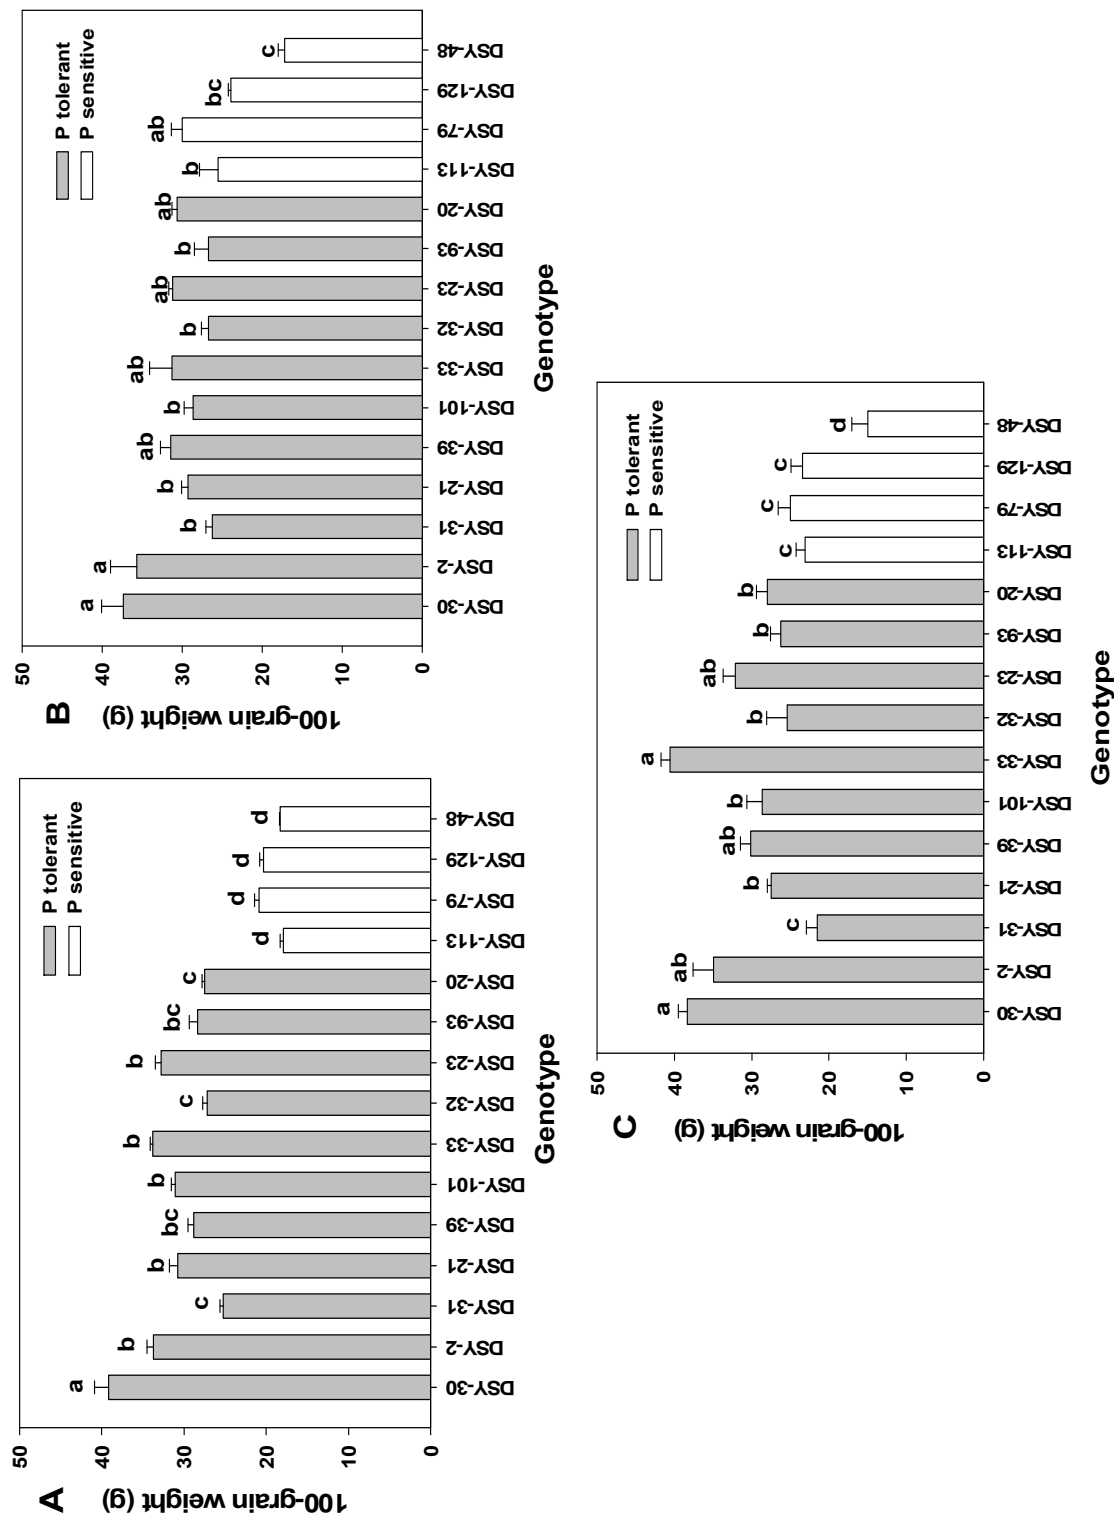 A
100-grain weight (g)
50
40
30
20
10
0
P tolerant
P sensitive
a
b
c
b
bc
b
b
c
b
bc
c
d
d
d
d
DSY-30
DSY-2
DSY-31
DSY-21
DSY-39
DSY-101
DSY-33
DSY-32
DSY-23
DSY-93
DSY-20
DSY-113
DSY-79
DSY-129
DSY-48
Genotype
B
100-grain weight (g)
50
40
30
20
10
0
P tolerant
P sensitive
a
a
b
b
ab
b
ab
b
ab
b
ab
b
ab
bc
c
DSY-30
DSY-2
DSY-31
DSY-21
DSY-39
DSY-101
DSY-33
DSY-32
DSY-23
DSY-93
DSY-20
DSY-113
DSY-79
DSY-129
DSY-48
Genotype
C
100-grain weight (g)
50
40
30
20
10
0
P tolerant
P sensitive
a
ab
c
b
ab
b
a
b
ab
b
b
c
c
c
d
DSY-30
DSY-2
DSY-31
DSY-21
DSY-39
DSY-101
DSY-33
DSY-32
DSY-23
DSY-93
DSY-20
DSY-113
DSY-79
DSY-129
DSY-48
Genotype